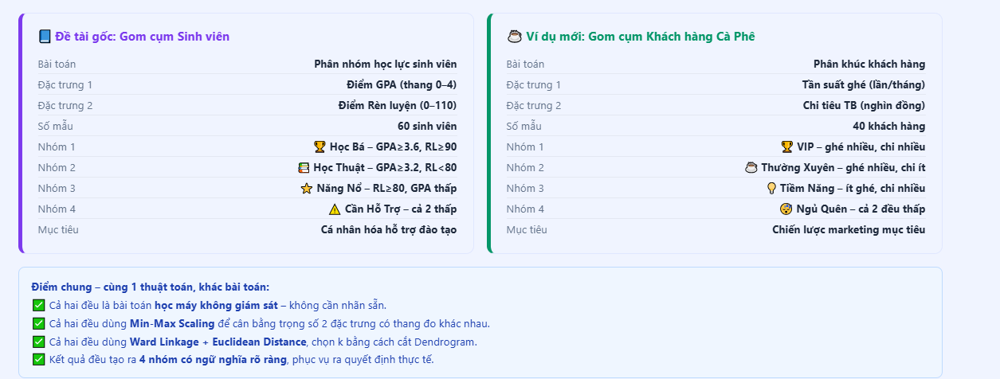 📘 Đề tài gốc: Gom cụm Sinh viên
Bài toán Phân nhóm học lực sinh viên
Đặc trưng 1 Điểm GPA (thang 0–4)
Đặc trưng 2 Điểm Rèn luyện (0–110)
Số mẫu 60 sinh viên
Nhóm 1 🏆 Học Bá – GPA≥3.6, RL≥90
Nhóm 2 📚 Học Thuật – GPA≥3.2, RL<80
Nhóm 3 ⭐ Năng Nổ – RL≥80, GPA thấp
Nhóm 4 ⚠️ Cần Hỗ Trợ – cả 2 thấp
Mục tiêu Cá nhân hóa hỗ trợ đào tạo
☕ Ví dụ mới: Gom cụm Khách hàng Cà Phê
Bài toán Phân khúc khách hàng
Đặc trưng 1 Tần suất ghé (lần/tháng)
Đặc trưng 2 Chi tiêu TB (nghìn đồng)
Số mẫu 40 khách hàng
Nhóm 1 🏆 VIP – ghé nhiều, chi nhiều
Nhóm 2 ☕ Thường Xuyên – ghé nhiều, chi ít
Nhóm 3 💡 Tiềm Năng – ít ghé, chi nhiều
Nhóm 4 😴 Ngủ Quên – cả 2 đều thấp
Mục tiêu Chiến lược marketing mục tiêu
Điểm chung – cùng 1 thuật toán, khác bài toán:
✅ Cả hai đều là bài toán học máy không giám sát – không cần nhãn sẵn.
✅ Cả hai đều dùng Min-Max Scaling để cân bằng trọng số 2 đặc trưng có thang đo khác nhau.
✅ Cả hai đều dùng Ward Linkage + Euclidean Distance, chọn k bằng cách cắt Dendrogram.
✅ Kết quả đều tạo ra 4 nhóm có ngữ nghĩa rõ ràng, phục vụ ra quyết định thực tế.